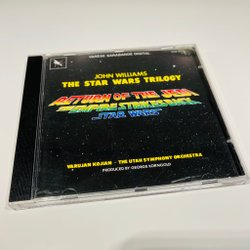 VARESE SARABANDE DIGITAL
JOHN WILLIAMS
THE STAR WARS TRILOGY
RETURN OF THE JEDI
THE EMPIRE STRIKES BACK
STAR WARS
VARUJAN KOJIAN · THE UTAH SYMPHONY ORCHESTRA
PRODUCED BY GEORGE KORNGOLD